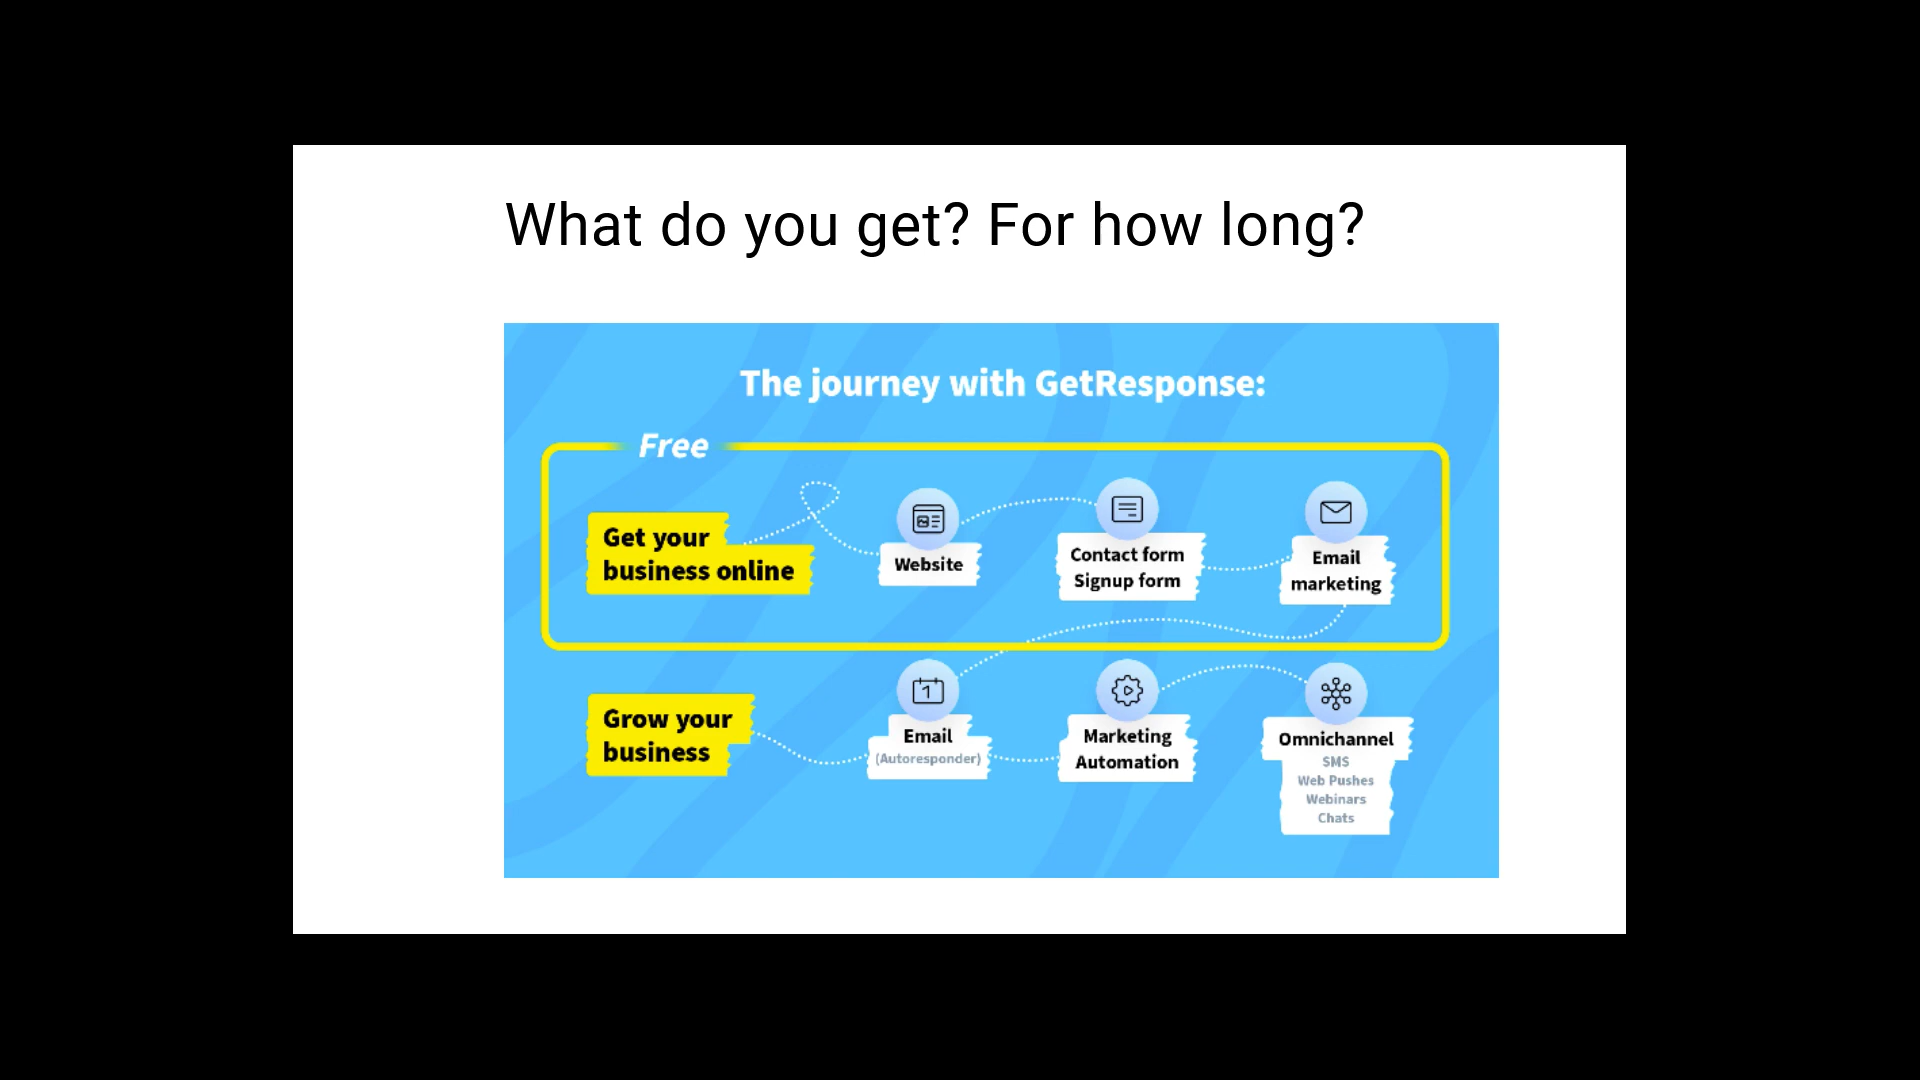 What do you get? For how long?
The journey with GetResponse:
Free
Get your
business online
Website
Contact form
Signup form
Email
marketing
Grow your
business
1
Email
(Autoresponder)
Marketing
Automation
Omnichannel
SMS
Web Pushes
Webinars
Chats